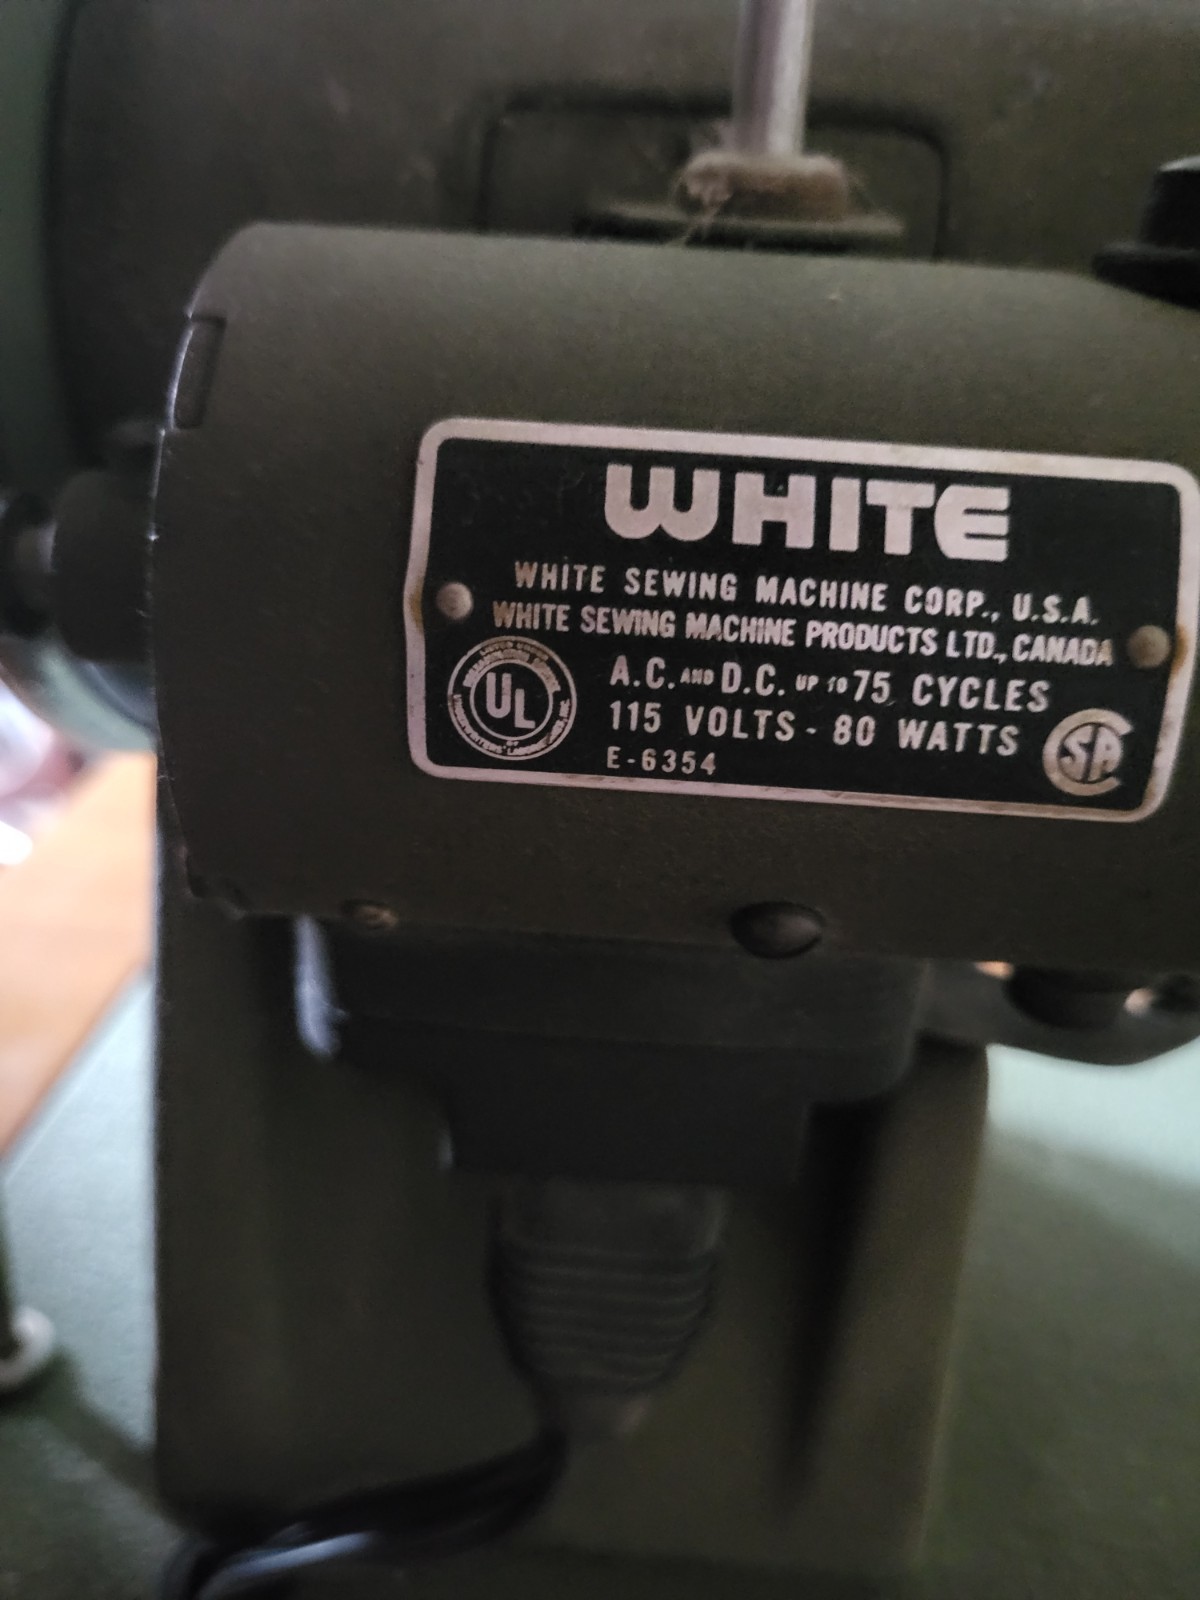 WHITE
WHITE SEWING MACHINE CORP., U.S.A.
WHITE SEWING MACHINE PRODUCTS LTD., CANADA
A.C. AND D.C. UP TO 75 CYCLES
115 VOLTS - 80 WATTS
E-6354
UL
SA